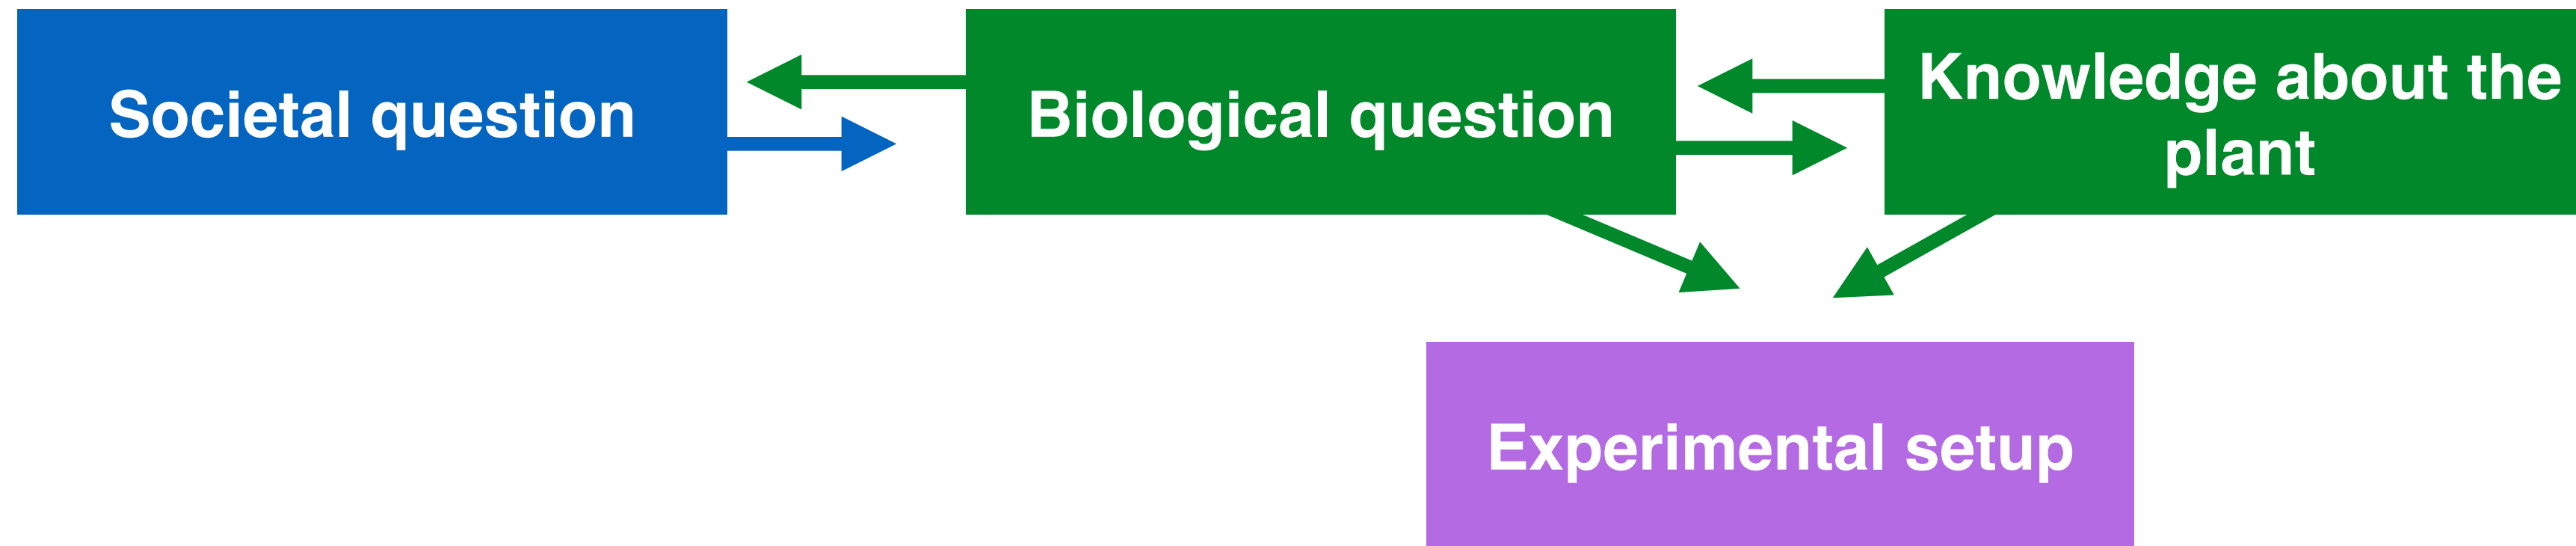 Societal question
Biological question
Knowledge about the
plant
Experimental setup